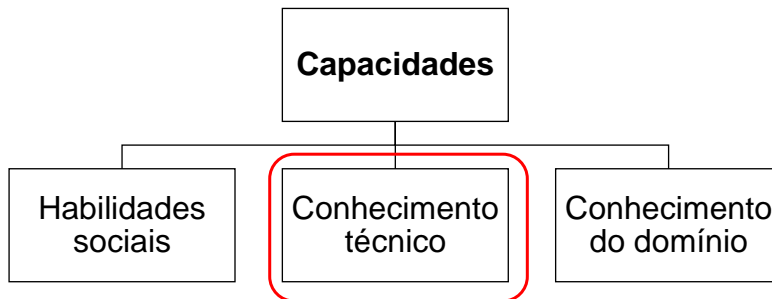 Capacidades
Habilidades
sociais
Conhecimento
técnico
Conhecimento
do domínio